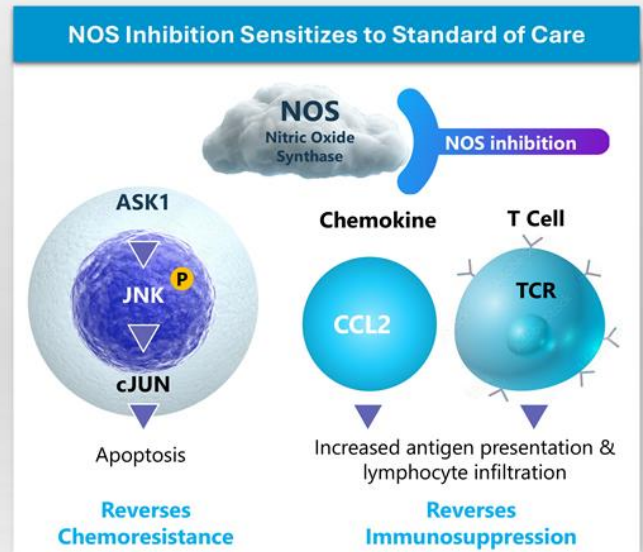 NOS Inhibition Sensitizes to Standard of Care
NOS
Nitric Oxide
Synthase
NOS inhibition
ASK1
JNK
P
cJUN
Apoptosis
Reverses
Chemoresistance
Chemokine
CCL2
T Cell
TCR
Increased antigen presentation &
lymphocyte infiltration
Reverses
Immunosuppression